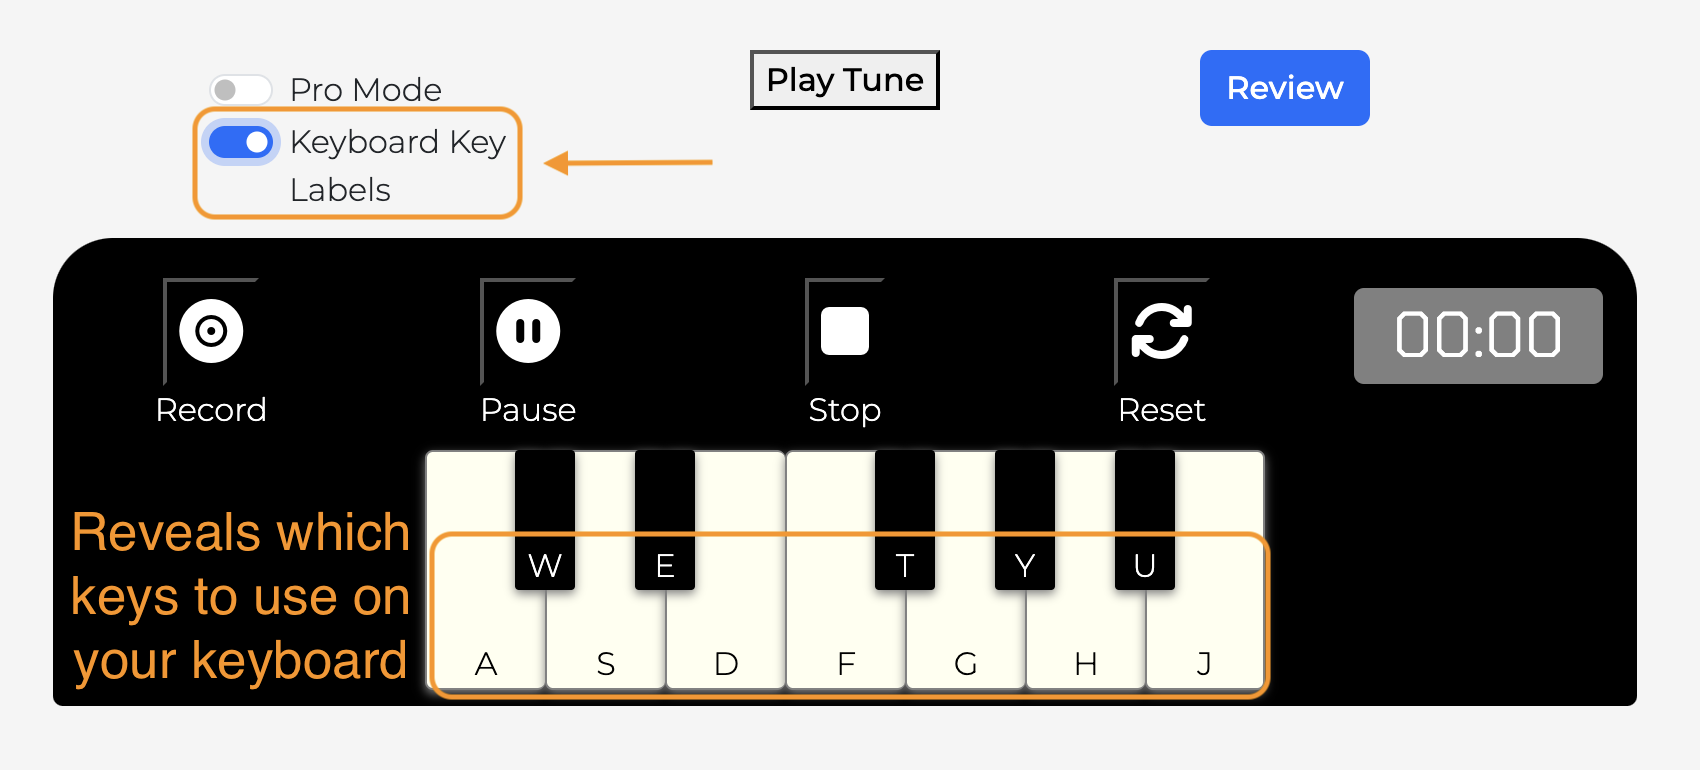 Pro Mode
Keyboard Key
Labels
Play Tune
Review
Record
Pause
Stop
Reset
00:00
Reveals which
keys to use on
your keyboard
W E T Y U
A S D F G H J